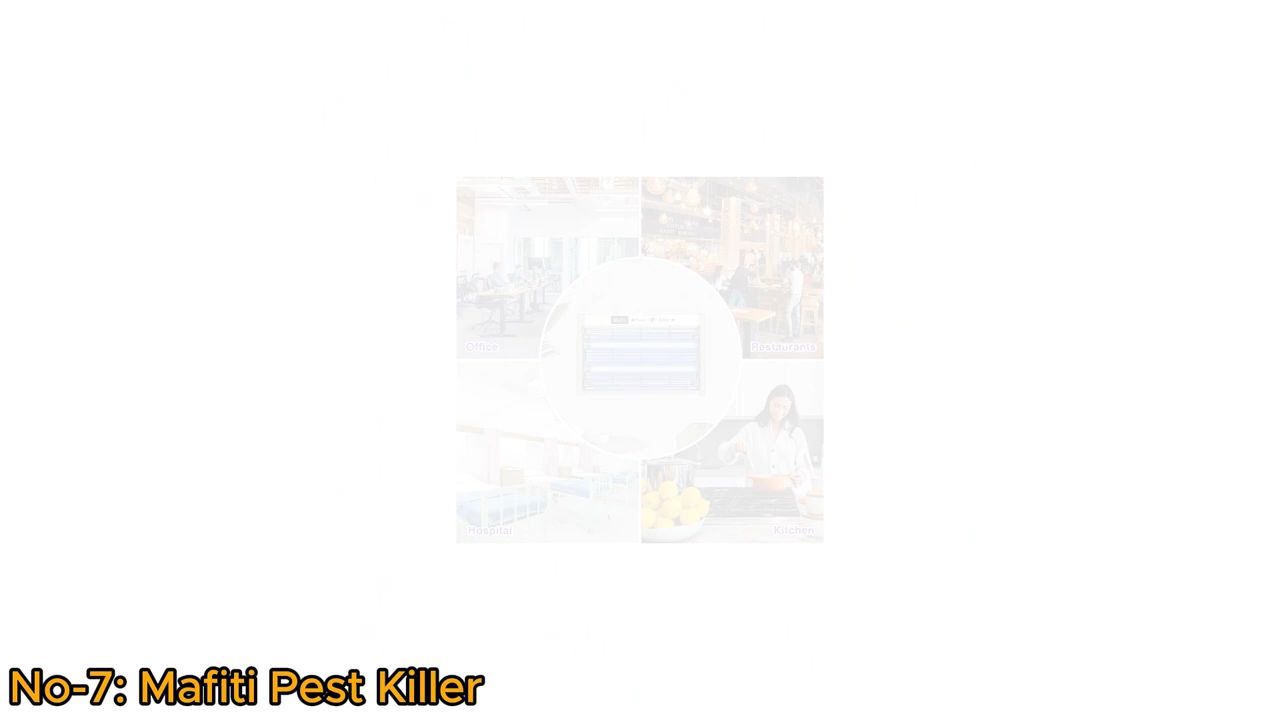 Office
Restaurants
Hospital
Kitchen
No-7: Mafiti Pest Killer